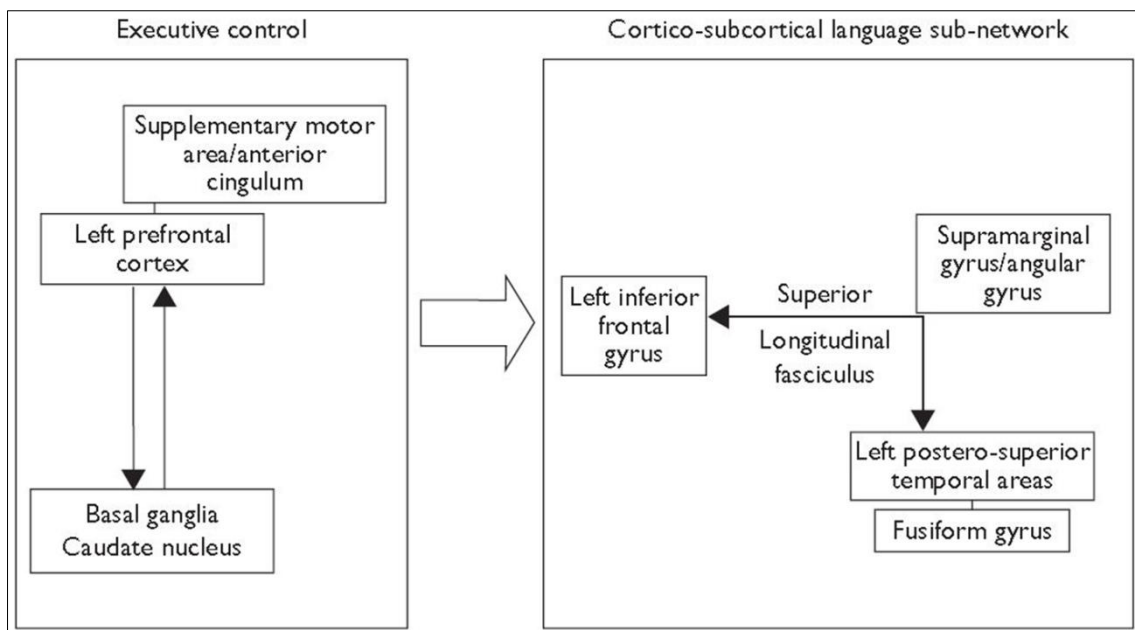 Executive control
Supplementary motor
area/anterior
cingulum
Left prefrontal
cortex
Basal ganglia
Caudate nucleus
Cortico-subcortical language sub-network
Left inferior
frontal
gyrus
Superior
Longitudinal
fasciculus
Supramarginal
gyrus/angular
gyrus
Left postero-superior
temporal areas
Fusiform gyrus